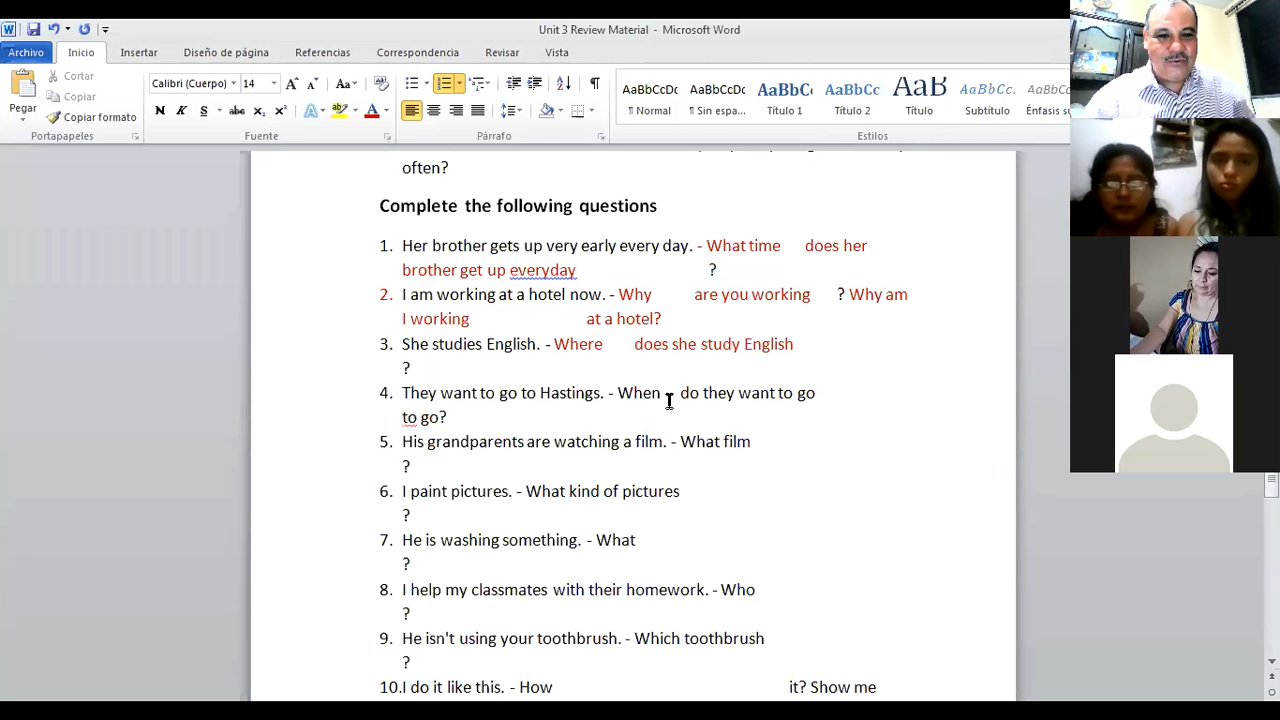 Unit 3 Review Material - Microsoft Word
Archivo Inicio Insertar Diseño de página Referencias Correspondencia Revisar Vista
Cortar
Copiar
Copiar formato
Pegar
Calibri (Cuerpo) 14
N K S abc x₂ x²
AaBbCcDc AaBbCcDc AaBbC AaBbCc AaB AaBbCc. AaBbCc
¶ Normal ¶ Sin espa... Título 1 Título 2 Título Subtítulo Énfasis su
Portapapeles Fuente Párrafo Estilos
often?
Complete the following questions
1. Her brother gets up very early every day. - What time does her
brother get up everyday ?
2. I am working at a hotel now. - Why are you working ? Why am
I working at a hotel?
3. She studies English. - Where does she study English
?
4. They want to go to Hastings. - When do they want to go
to go?
5. His grandparents are watching a film. - What film
?
6. I paint pictures. - What kind of pictures
?
7. He is washing something. - What
?
8. I help my classmates with their homework. - Who
?
9. He isn't using your toothbrush. - Which toothbrush
?
10.I do it like this. - How it? Show me